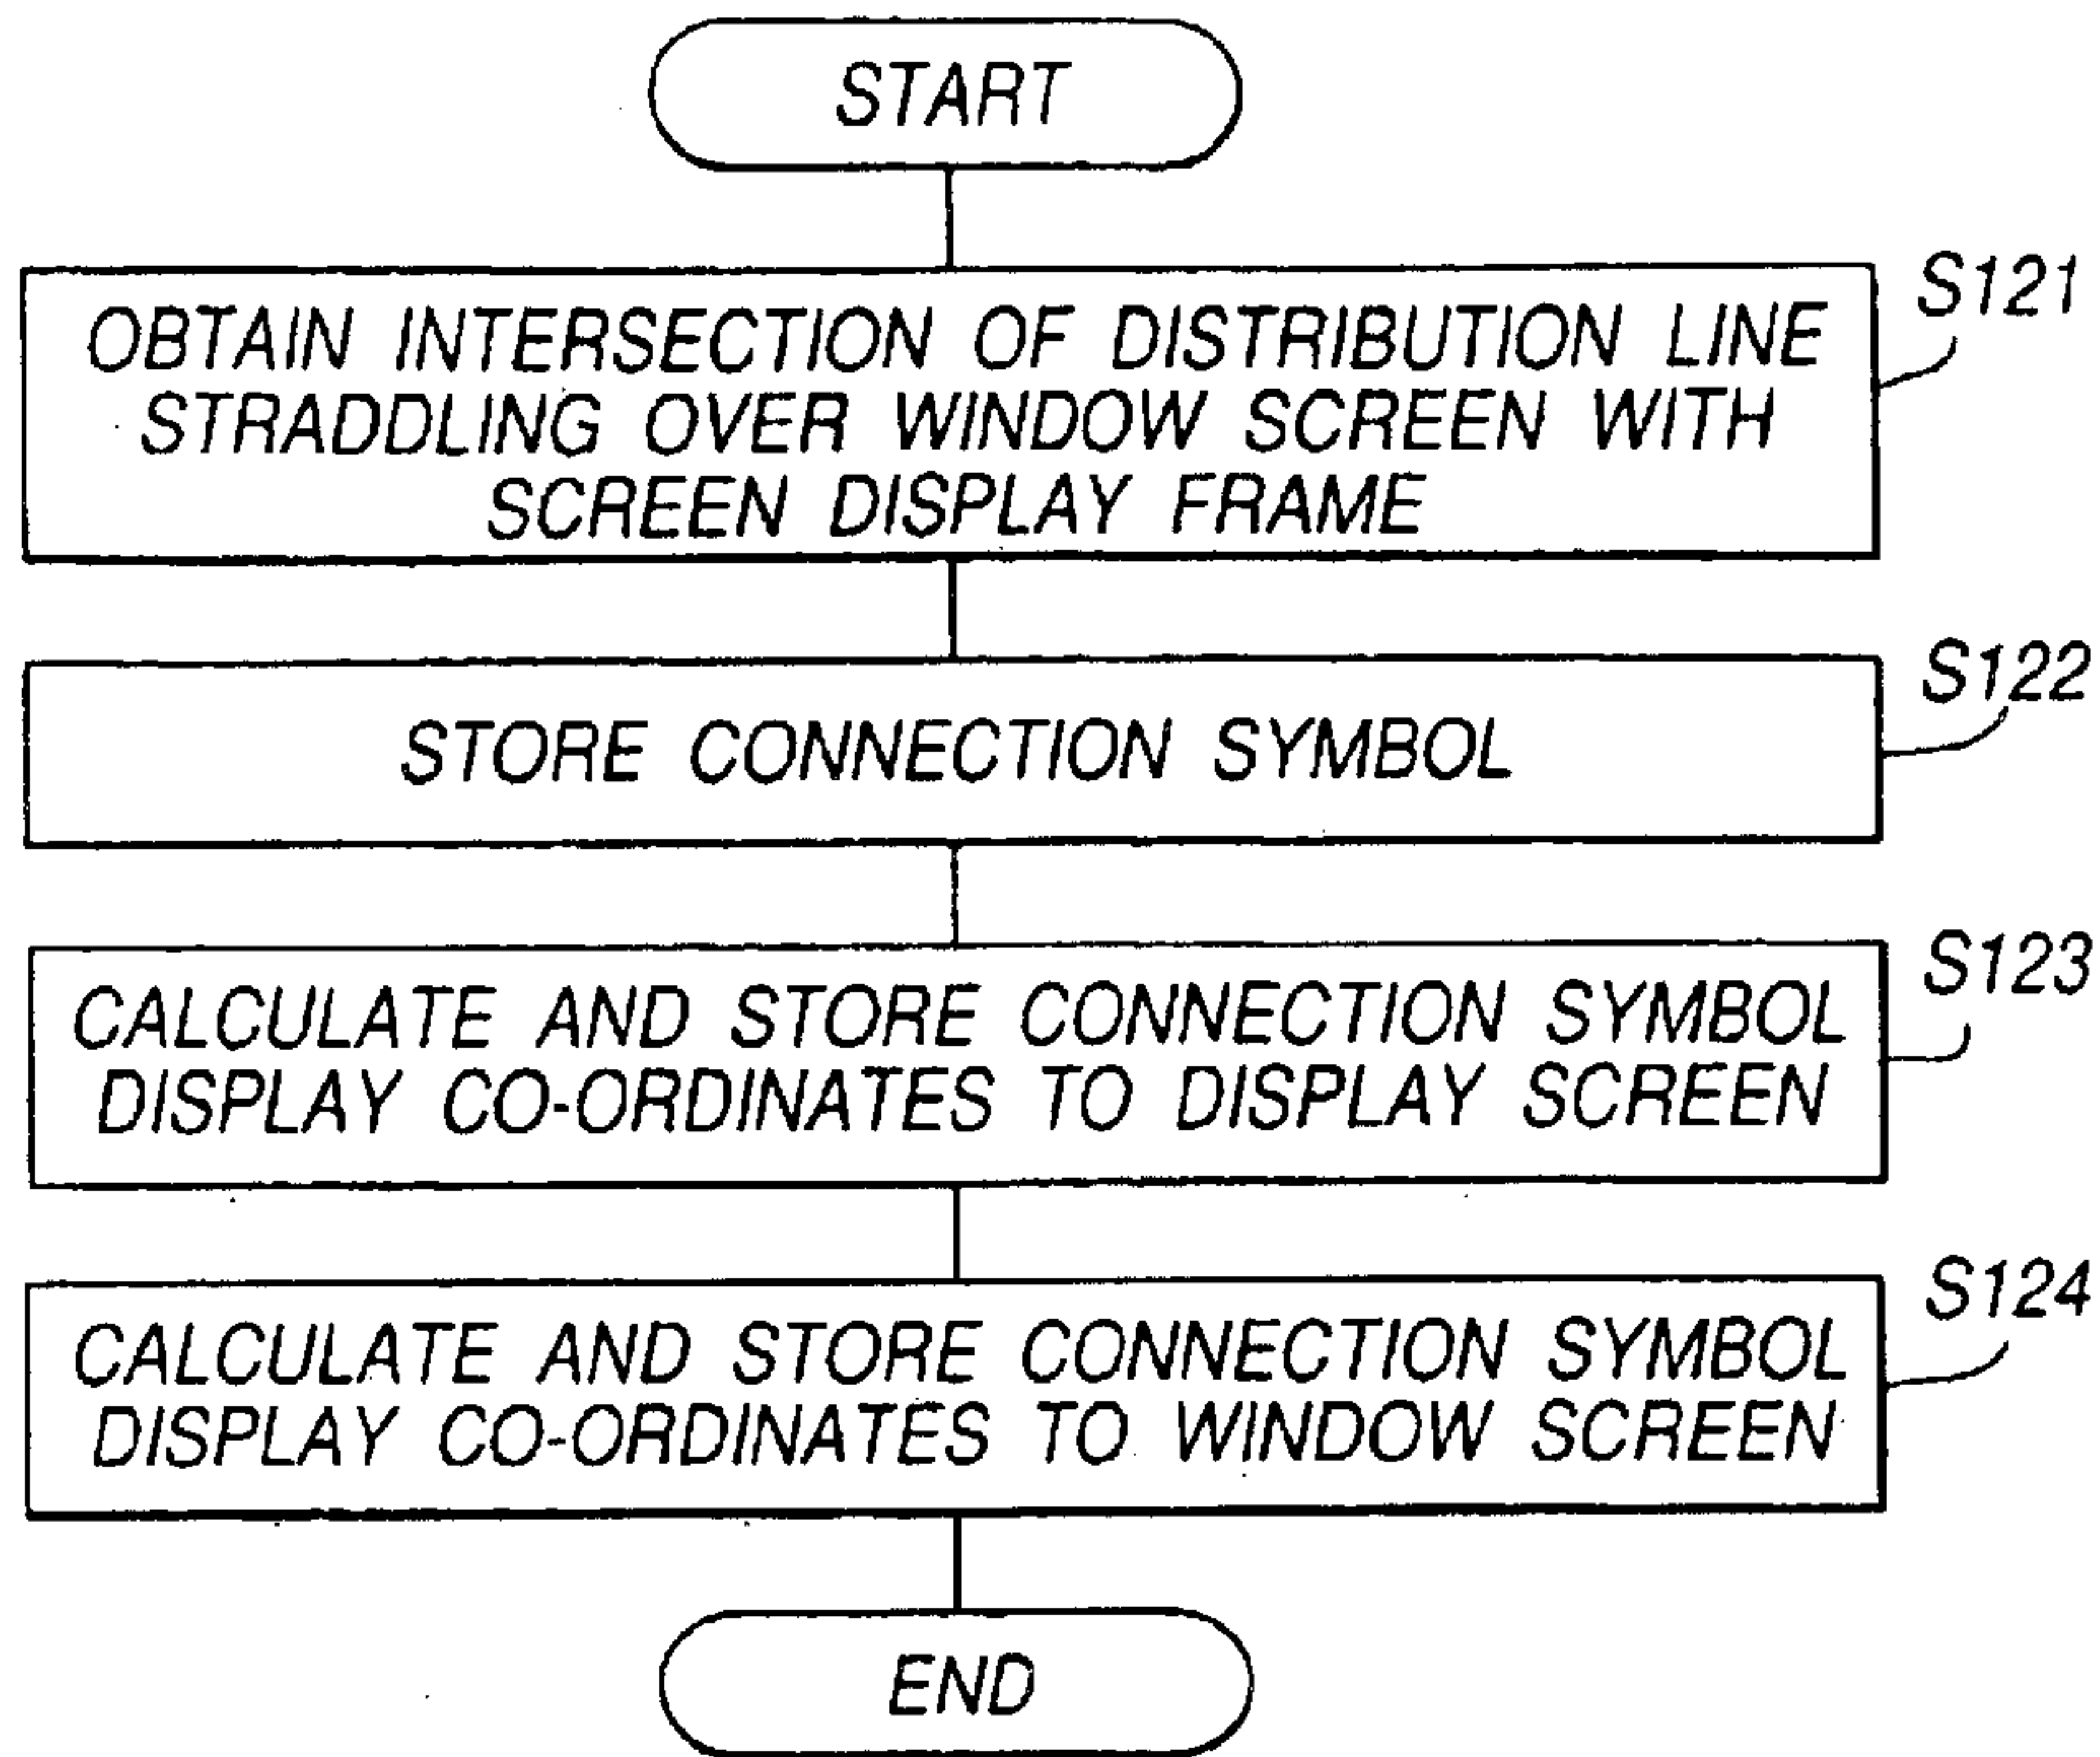 START
S121
OBTAIN INTERSECTION OF DISTRIBUTION LINE
STRADDLING OVER WINDOW SCREEN WITH
SCREEN DISPLAY FRAME
S122
STORE CONNECTION SYMBOL
S123
CALCULATE AND STORE CONNECTION SYMBOL
DISPLAY CO-ORDINATES TO DISPLAY SCREEN
S124
CALCULATE AND STORE CONNECTION SYMBOL
DISPLAY CO-ORDINATES TO WINDOW SCREEN
END